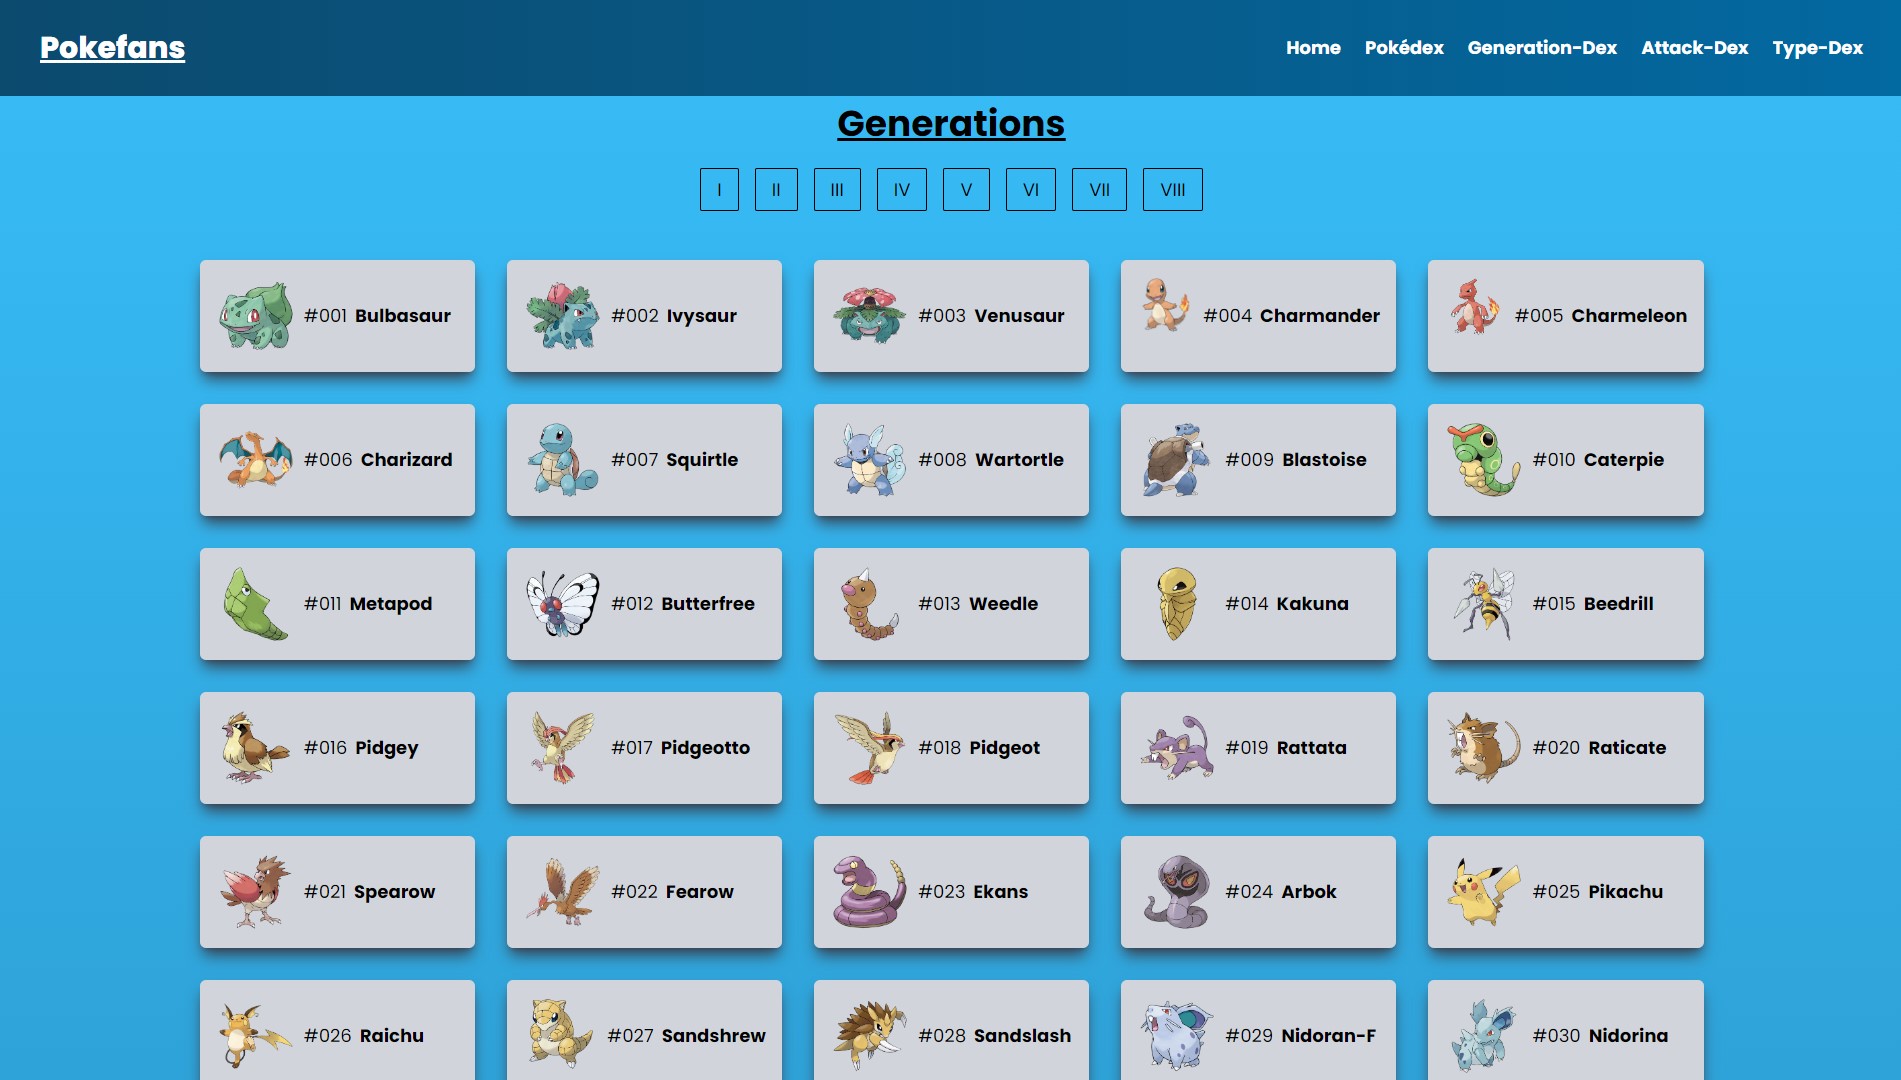 Pokefans
Home Pokédex Generation-Dex Attack-Dex Type-Dex
Generations
I II III IV V VI VII VIII
#001 Bulbasaur #002 Ivysaur #003 Venusaur #004 Charmander #005 Charmeleon
#006 Charizard #007 Squirtle #008 Wartortle #009 Blastoise #010 Caterpie
#011 Metapod #012 Butterfree #013 Weedle #014 Kakuna #015 Beedrill
#016 Pidgey #017 Pidgeotto #018 Pidgeot #019 Rattata #020 Raticate
#021 Spearow #022 Fearow #023 Ekans #024 Arbok #025 Pikachu
#026 Raichu #027 Sandshrew #028 Sandslash #029 Nidoran-F #030 Nidorina